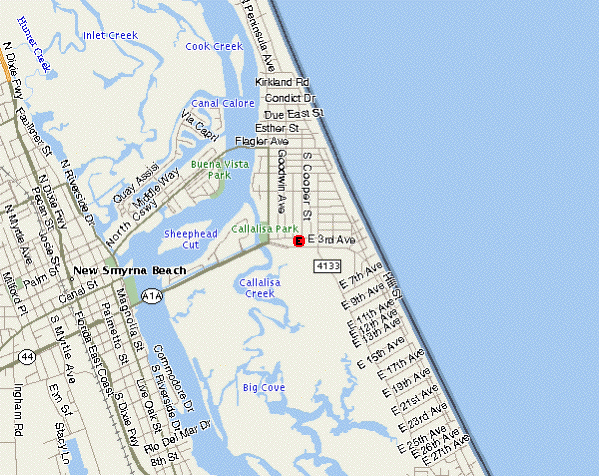 N Peninsula Ave
Hunter Creek
Inlet Creek
Cook Creek
N Dixie Fwy
Kirkland Rd
Condict Dr
Canal Calore
Due East St
Via Capri
Faulkner St
Esther St
Flagler Ave
Buena Vista
Park
Goodwin Ave
S Cooper St
Quay Assisi
Middle Way
N Riverside Dr
N Dixie Fwy
Pecan St
North Cswy
N Myrtle Ave
Jose St
Sheephead
Cut
Callalisa Park
E
E 3rd Ave
New Smyrna Beach
4133
Palm St
Canal St
Milford Pl
A1A
Callalisa
Creek
E 7th Ave
Hill St
E 9th Ave
Magnolia St
E 11th Ave
E 12th Ave
E 13th Ave
S Myrtle Ave
Florida East Coast
Palmetto St
44
E 15th Ave
E 17th Ave
Commodore Dr
S Riverside Dr
Big Cove
E 19th Ave
Live Oak St
S Dixie Fwy
Elm St
Ingham Rd
E 21st Ave
E 23rd Ave
Stacy Ln
Rio Del Mar Dr
8th St
E 25th Ave
E 26th Ave
E 27th Ave